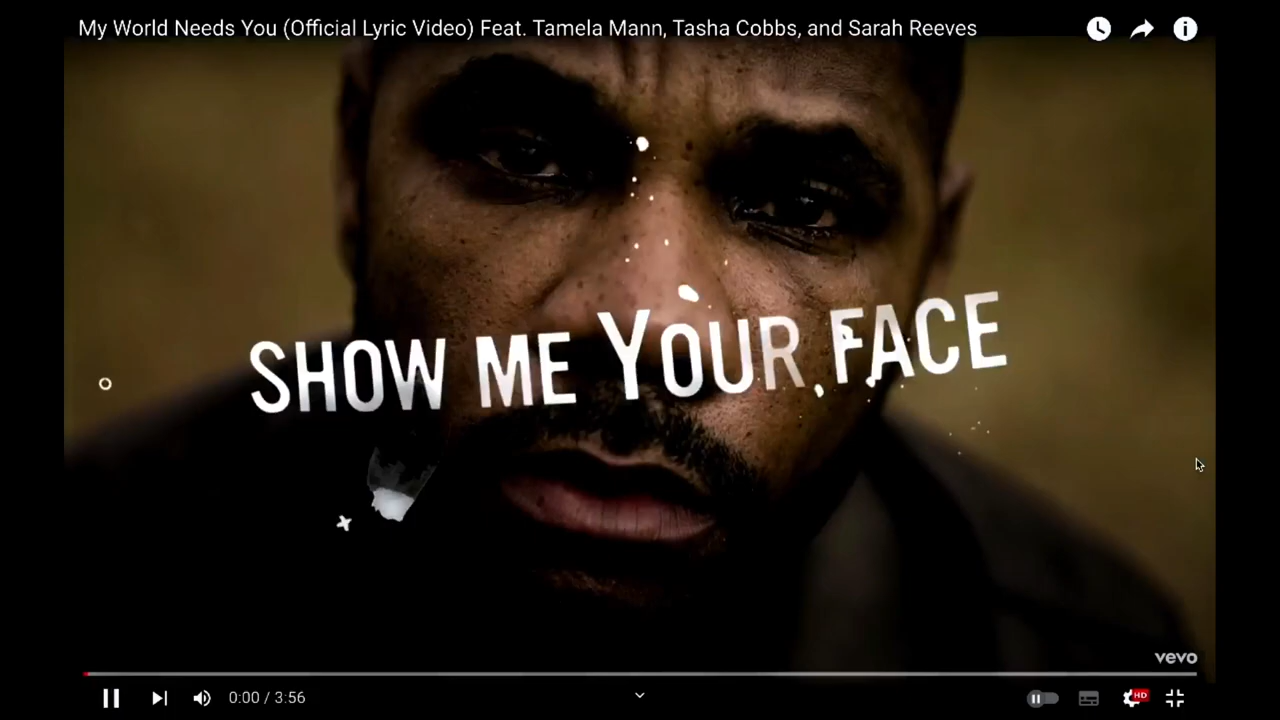 My World Needs You (Official Lyric Video) Feat. Tamela Mann, Tasha Cobbs, and Sarah Reeves
SHOW ME YOUR FACE
vevo
0:00 / 3:56
HD